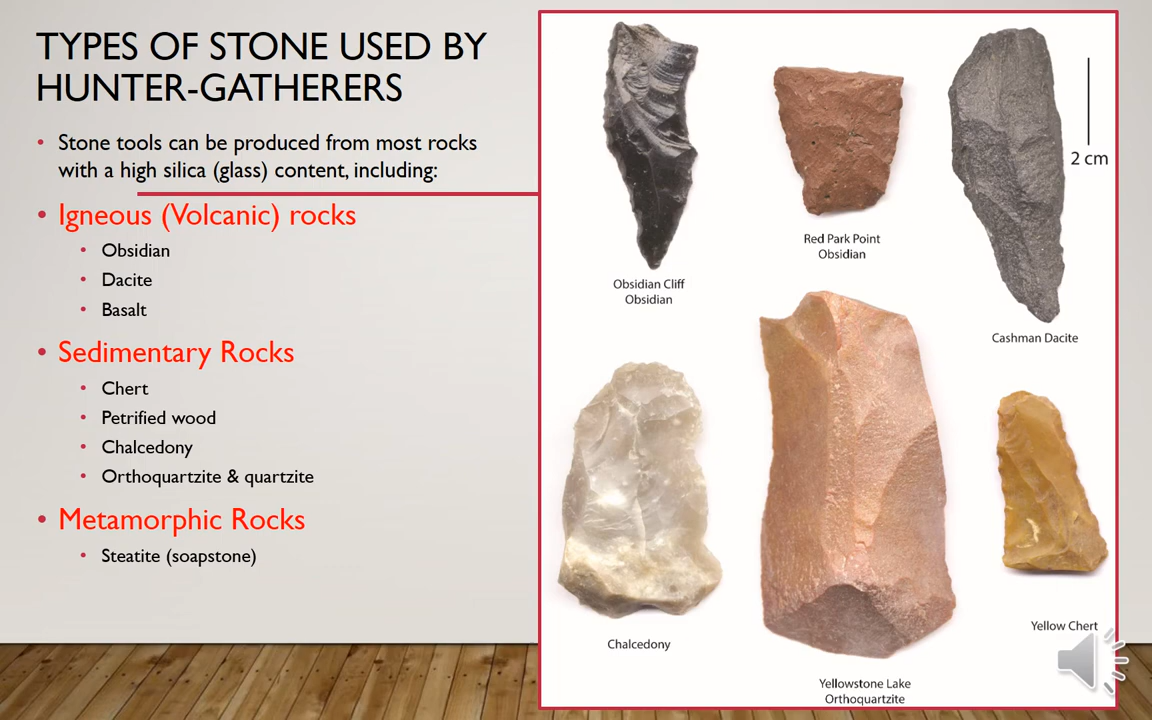 TYPES OF STONE USED BY
HUNTER-GATHERERS
• Stone tools can be produced from most rocks
with a high silica (glass) content, including:
• Igneous (Volcanic) rocks
• Obsidian
• Dacite
• Basalt
• Sedimentary Rocks
• Chert
• Petrified wood
• Chalcedony
• Orthoquartzite & quartzite
• Metamorphic Rocks
• Steatite (soapstone)
2 cm
Obsidian Cliff
Obsidian
Red Park Point
Obsidian
Cashman Dacite
Chalcedony
Yellowstone Lake
Orthoquartzite
Yellow Chert